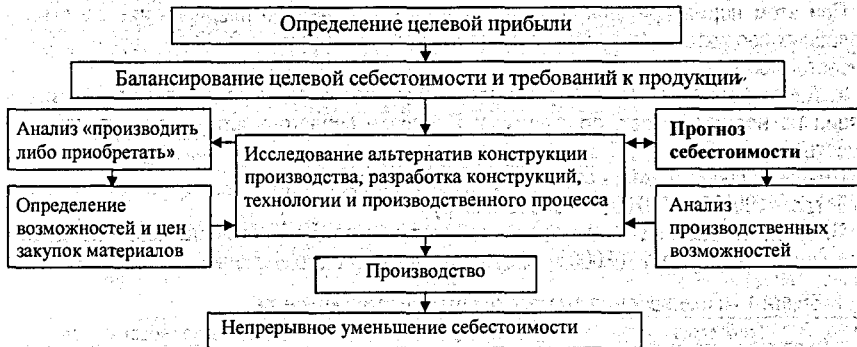 Определение целевой прибыли
Балансирование целевой себестоимости и требований к продукции
Анализ «производить
либо приобретать»
Исследование альтернатив конструкции
производства, разработка конструкций,
технологии и производственного процесса
Прогноз
себестоимости
Определение
возможностей и цен
закупок материалов
Анализ
производственных
возможностей
Производство
Непрерывное уменьшение себестоимости